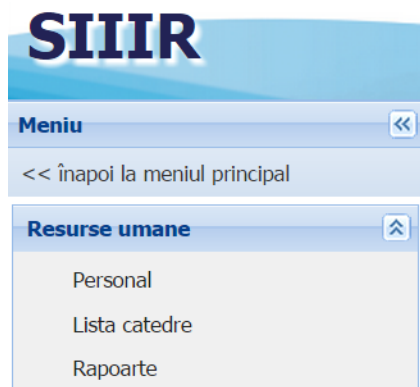 SIIIR
Meniu
<< înapoi la meniul principal
Resurse umane
Personal
Lista catedre
Rapoarte